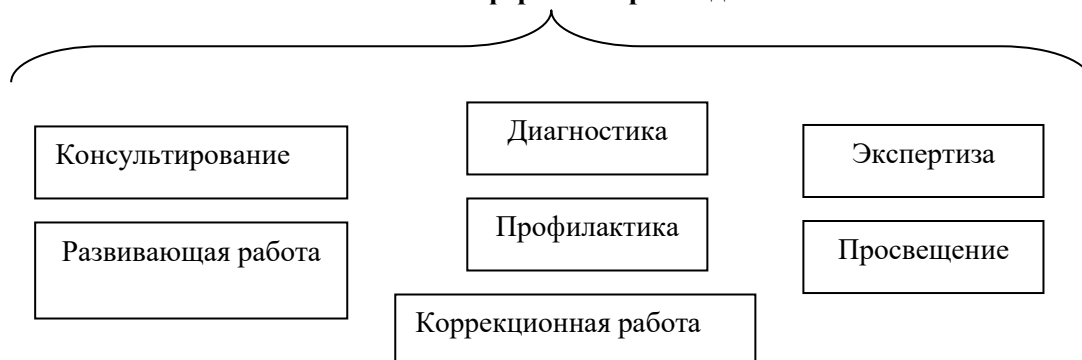 Диагностика
Консультирование
Экспертиза
Профилактика
Развивающая работа
Просвещение
Коррекционная работа